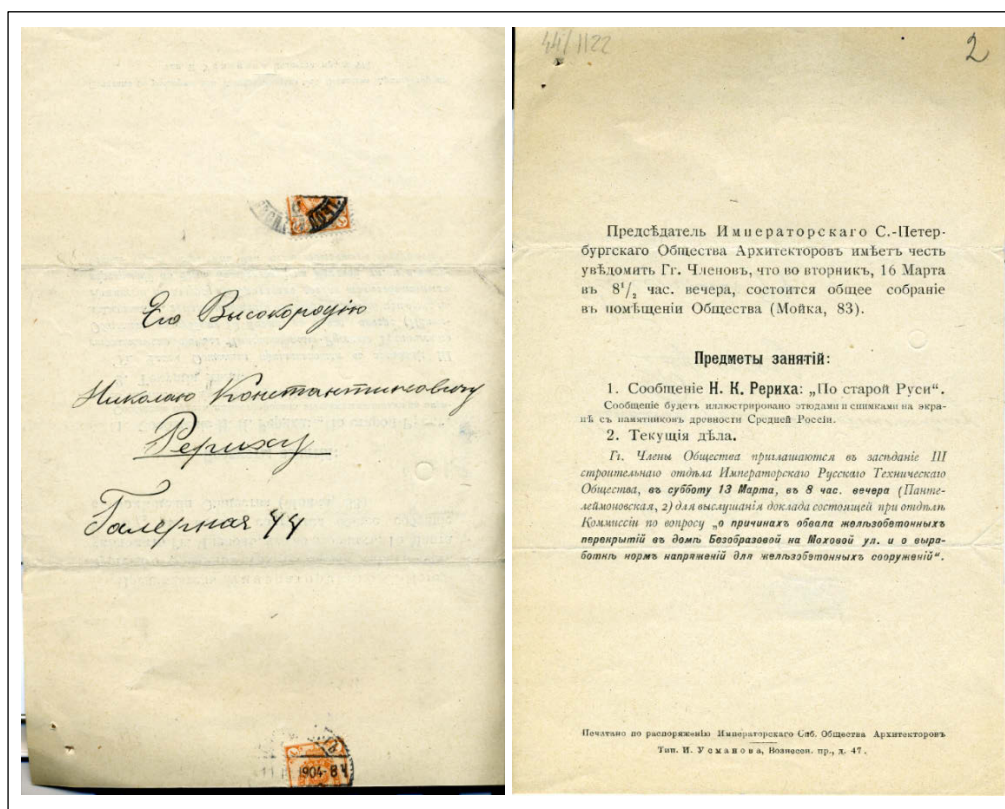 Его Высокородію
Николаю Константиновичу
Рериху
Галерная 44
904
44/1122
2
Предсѣдатель Императорскаго С.-Петер-
бургскаго Общества Архитекторовъ имѣетъ честь
увѣдомить Гг. Членовъ, что во вторникъ, 16 Марта
въ 8¹/₂ час. вечера, состоится общее собраніе
въ помѣщеніи Общества (Мойка, 83).
Предметы занятій:
1. Сообщеніе Н. К. Рериха: „По старой Руси“.
Сообщеніе будетъ иллюстрировано этюдами и снимками на экра-
нѣ съ памятниковъ древности Средней Россіи.
2. Текущія дѣла.
Гг. Члены Общества приглашаются въ засѣданіе III
строительнаго отдѣла Императорскаго Русскаго Техническаго
Общества, въ субботу 13 Марта, въ 8 час. вечера (Панте-
леймоновская, 2) для выслушанія доклада состоящей при отдѣлѣ
Коммиссіи по вопросу „о причинахъ обвала желѣзобетонныхъ
перекрытій въ домѣ Безобразовой на Моховой ул. и о выра-
боткѣ нормъ напряженій для желѣзобетонныхъ сооруженій“.
Печатано по распоряженію Императорскаго Спб. Общества Архитекторовъ
Тип. И. Усманова, Вознесен. пр., д. 47.